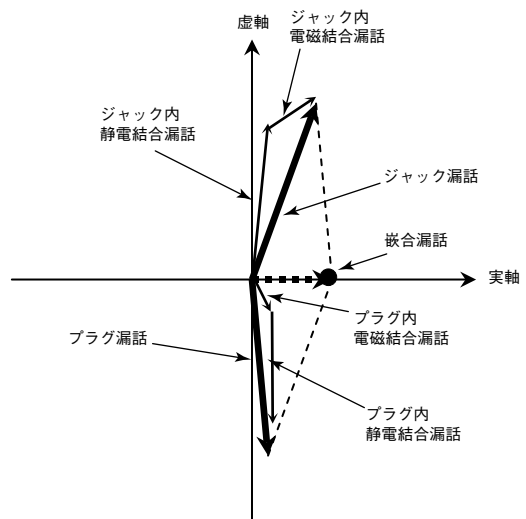 虚軸
ジャック内
電磁結合漏話
ジャック内
静電結合漏話
ジャック漏話
嵌合漏話
実軸
プラグ内
電磁結合漏話
プラグ漏話
プラグ内
静電結合漏話